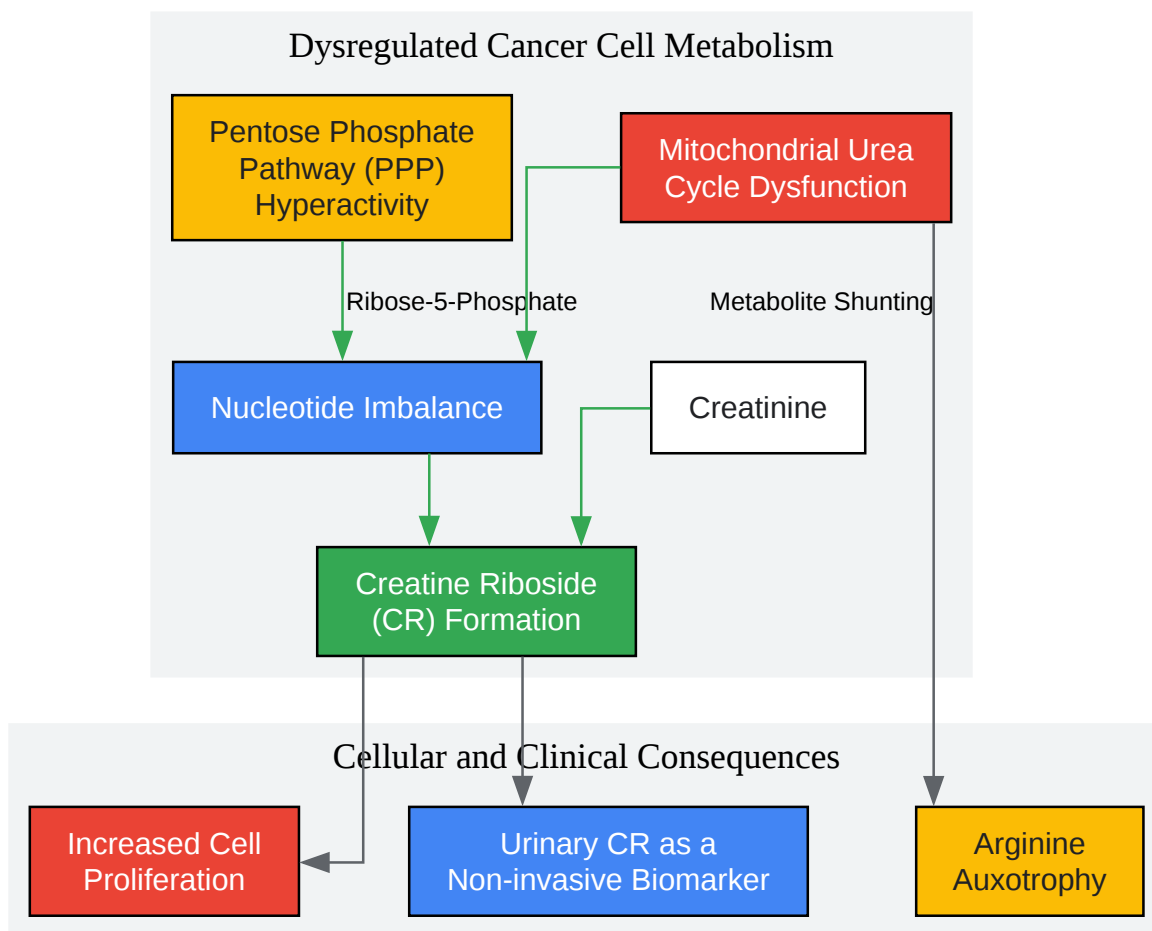 Dysregulated Cancer Cell Metabolism
Pentose Phosphate
Pathway (PPP)
Hyperactivity
Mitochondrial Urea
Cycle Dysfunction
Ribose-5-Phosphate
Metabolite Shunting
Nucleotide Imbalance
Creatinine
Creatine Riboside
(CR) Formation
Cellular and Clinical Consequences
Increased Cell
Proliferation
Urinary CR as a
Non-invasive Biomarker
Arginine
Auxotrophy